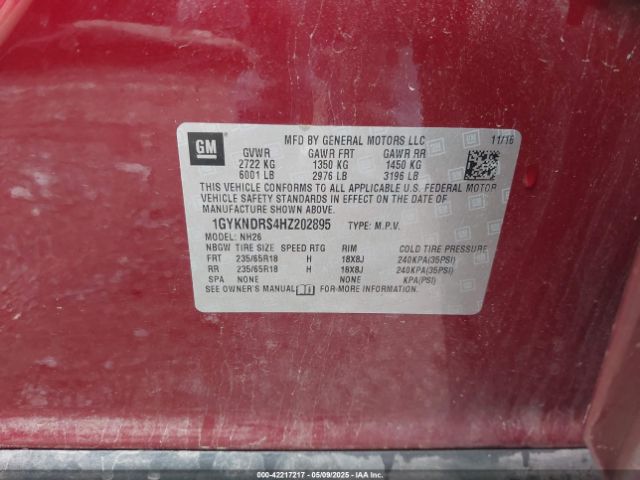 GM
MFD BY GENERAL MOTORS LLC 11/16
GVWR GAWR FRT GAWR RR
2722 KG 1350 KG 1450 KG
6001 LB 2976 LB 3196 LB
THIS VEHICLE CONFORMS TO ALL APPLICABLE U.S. FEDERAL MOTOR
VEHICLE SAFETY STANDARDS IN EFFECT ON THE DATE OF
MANUFACTURE SHOWN ABOVE.
1GYKNDRS4HZ202895 TYPE: M.P.V.
MODEL: NH26
NBGW TIRE SIZE SPEED RTG RIM COLD TIRE PRESSURE
FRT 235/65R18 H 18X8J 240KPA(35PSI)
RR 235/65R18 H 18X8J 240KPA(35PSI)
SPA NONE NONE KPA(PSI)
SEE OWNER'S MANUAL FOR MORE INFORMATION.
000-42217217 - 05/09/2025 - IAAI.COM